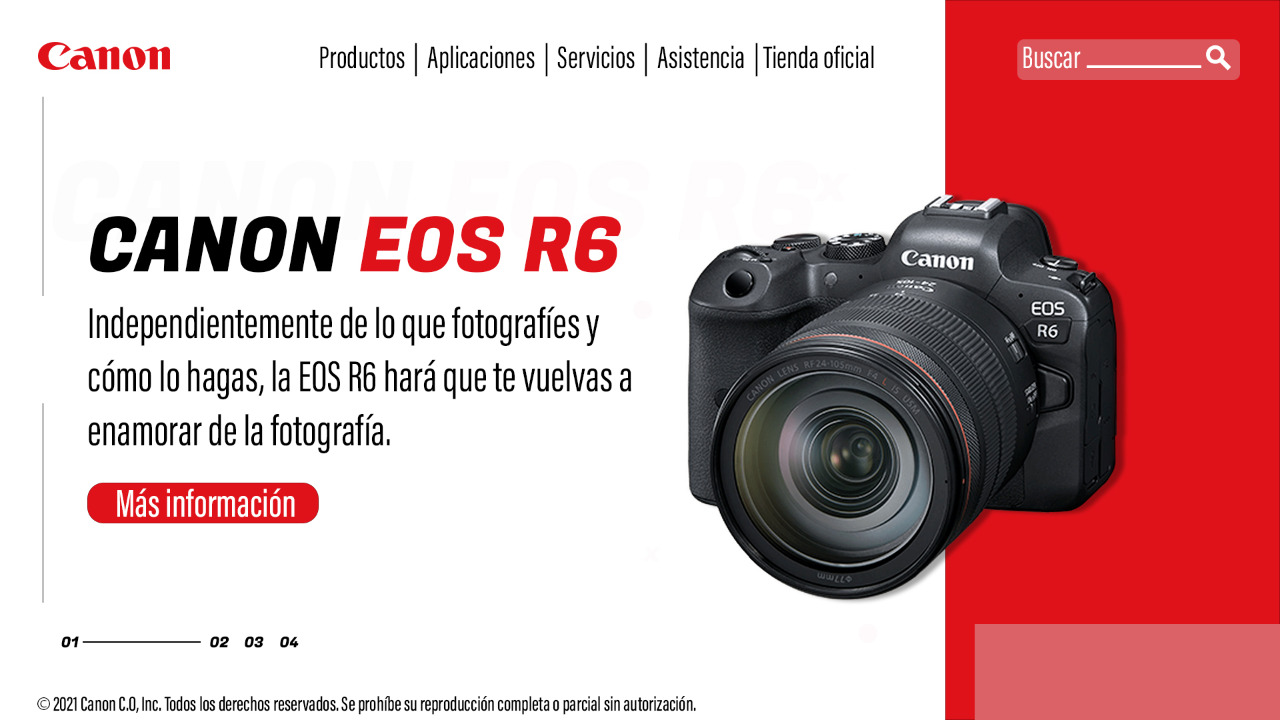 Canon
Productos | Aplicaciones | Servicios | Asistencia | Tienda oficial
Buscar
CANON EOS R6
CANON EOS R6
Independientemente de lo que fotografíes y
cómo lo hagas, la EOS R6 hará que te vuelvas a
enamorar de la fotografía.
Más información
Canon
EOS
R6
CANON LENS RF24-105mm F4 L IS USM
Φ77mm
01 02 03 04
© 2021 Canon C.O, Inc. Todos los derechos reservados. Se prohíbe su reproducción completa o parcial sin autorización.